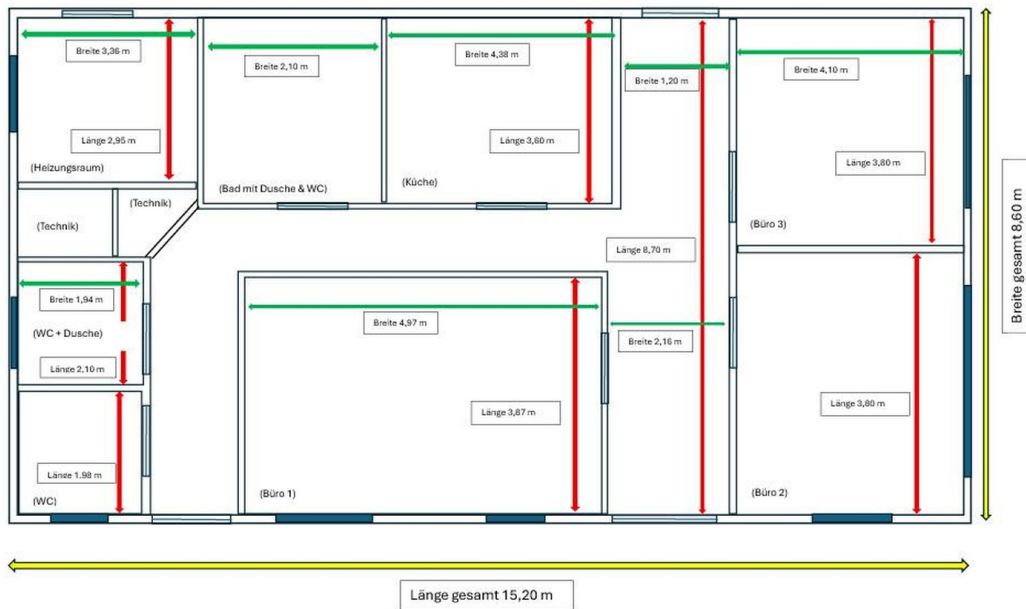 Breite 3,36 m
Länge 2,95 m
(Heizungsraum)
Breite 2,10 m
(Bad mit Dusche & WC)
Breite 4,38 m
Länge 3,60 m
(Küche)
Breite 1,20 m
Breite 4,10 m
Länge 3,80 m
(Büro 3)
(Technik)
(Technik)
Länge 8,70 m
Breite gesamt 8,60 m
Breite 1,94 m
(WC + Dusche)
Länge 2,10 m
Breite 4,97 m
Breite 2,16 m
Länge 3,87 m
(Büro 1)
Länge 3,80 m
(Büro 2)
Länge 1,98 m
(WC)
Länge gesamt 15,20 m